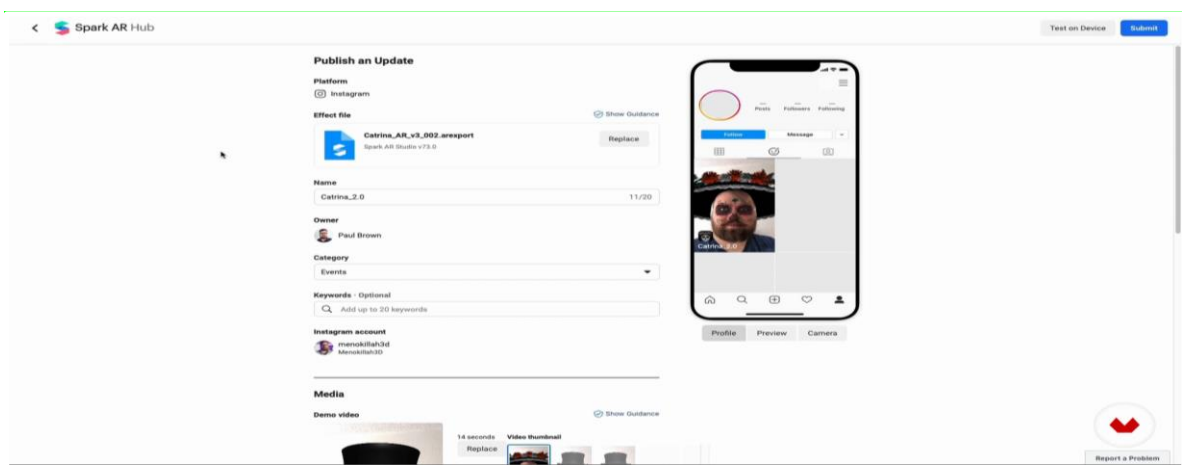 Spark AR Hub
Test on Device
Submit
Publish an Update
Platform
Instagram
Effect file
Show Guidance
Catrina_AR_v3_002.arexport
Spark AR Studio v73.0
Replace
Name
Catrina_2.0
11/20
Owner
Paul Brown
Category
Events
Keywords · Optional
Add up to 20 keywords
Instagram account
menokillah3d
Menokillah3D
Media
Demo video
Show Guidance
14 seconds
Video thumbnail
Replace
Posts
Followers
Following
Follow
Message
Catrina_2.0
Profile
Preview
Camera
Report a Problem